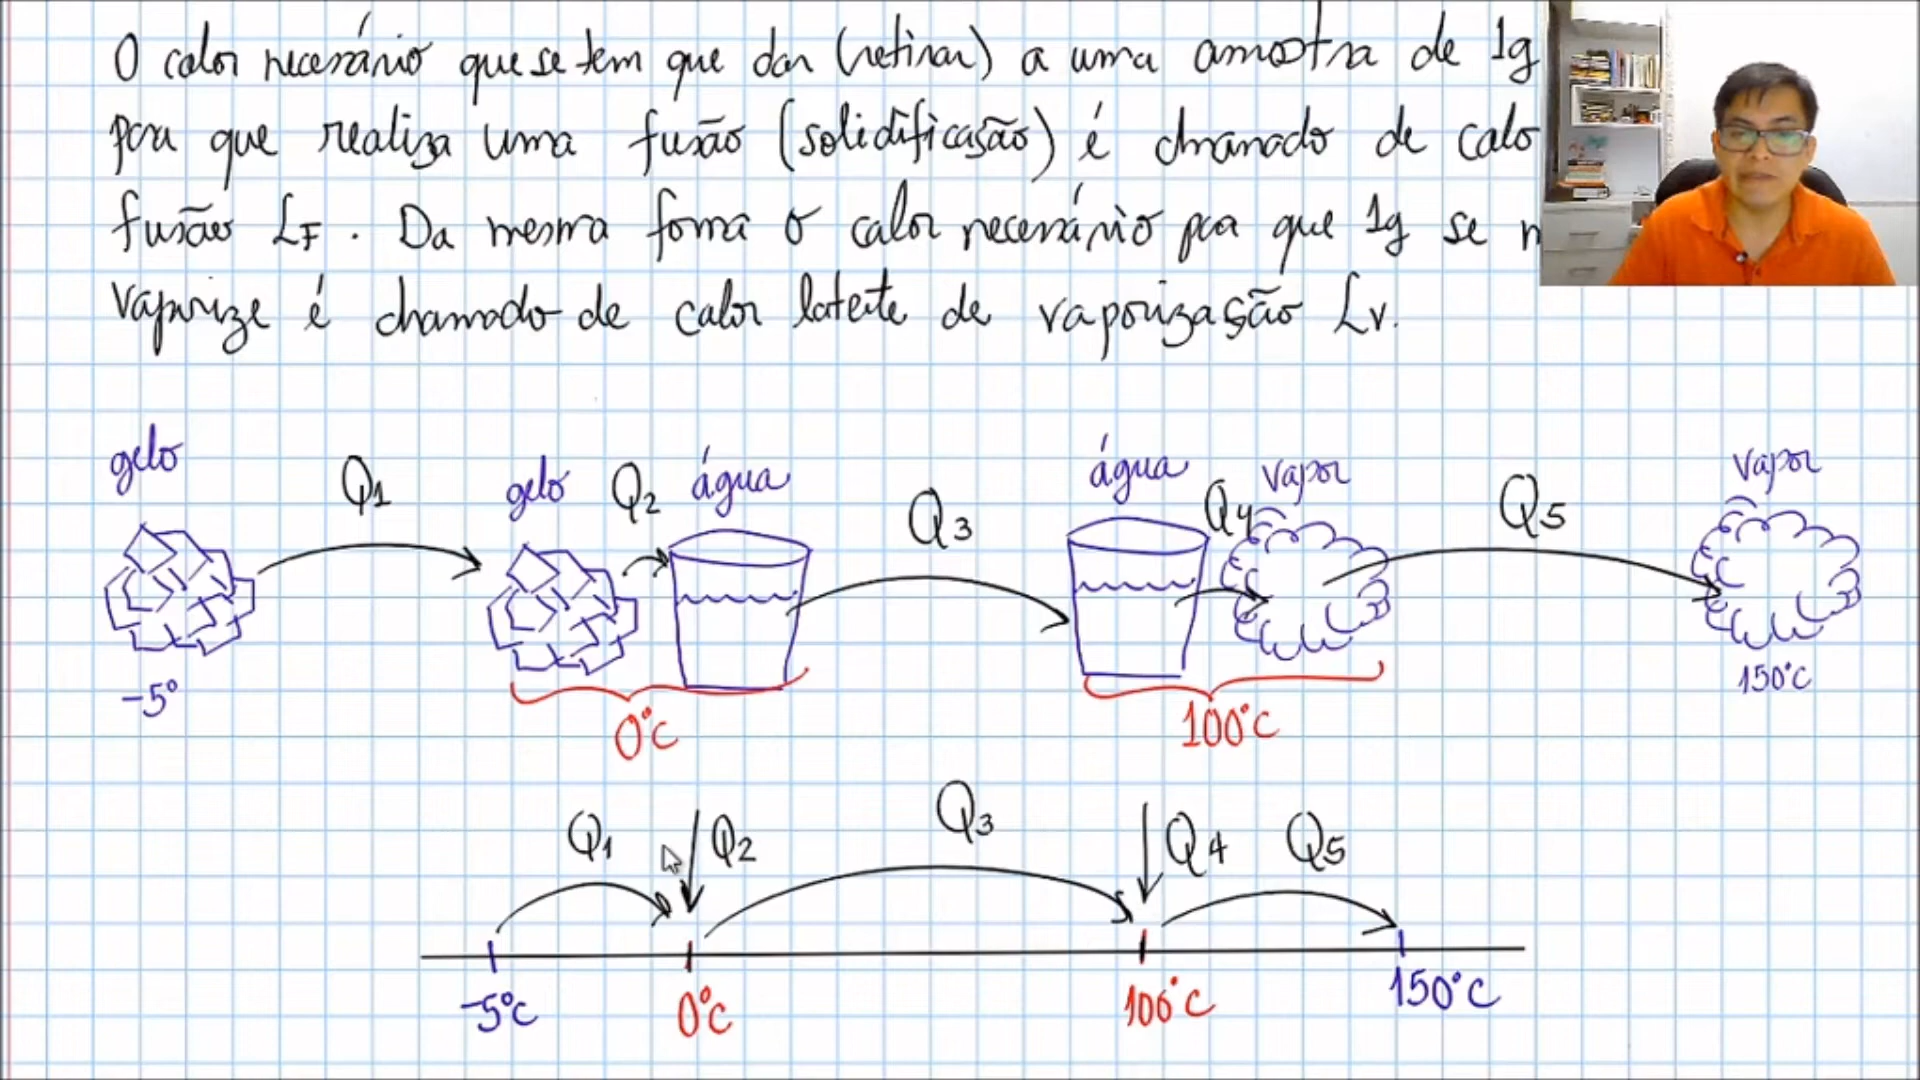 O calor necesário que se tem que dar (retirar) a uma amostra de 1g
para que realiza uma fusão (solidificasão) é chamado de calo
fusão LF. Da mesma forma o calor necesário para que 1g se
vaporize é chamado de calor latente de vaporização Lv.
gelo Q1 gelo Q2 água Q3 água Q4 vapor Q5 vapor
-5° 0°C 100°C 150°C
Q1 Q2 Q3 Q4 Q5
-5°C 0°C 100°C 150°C